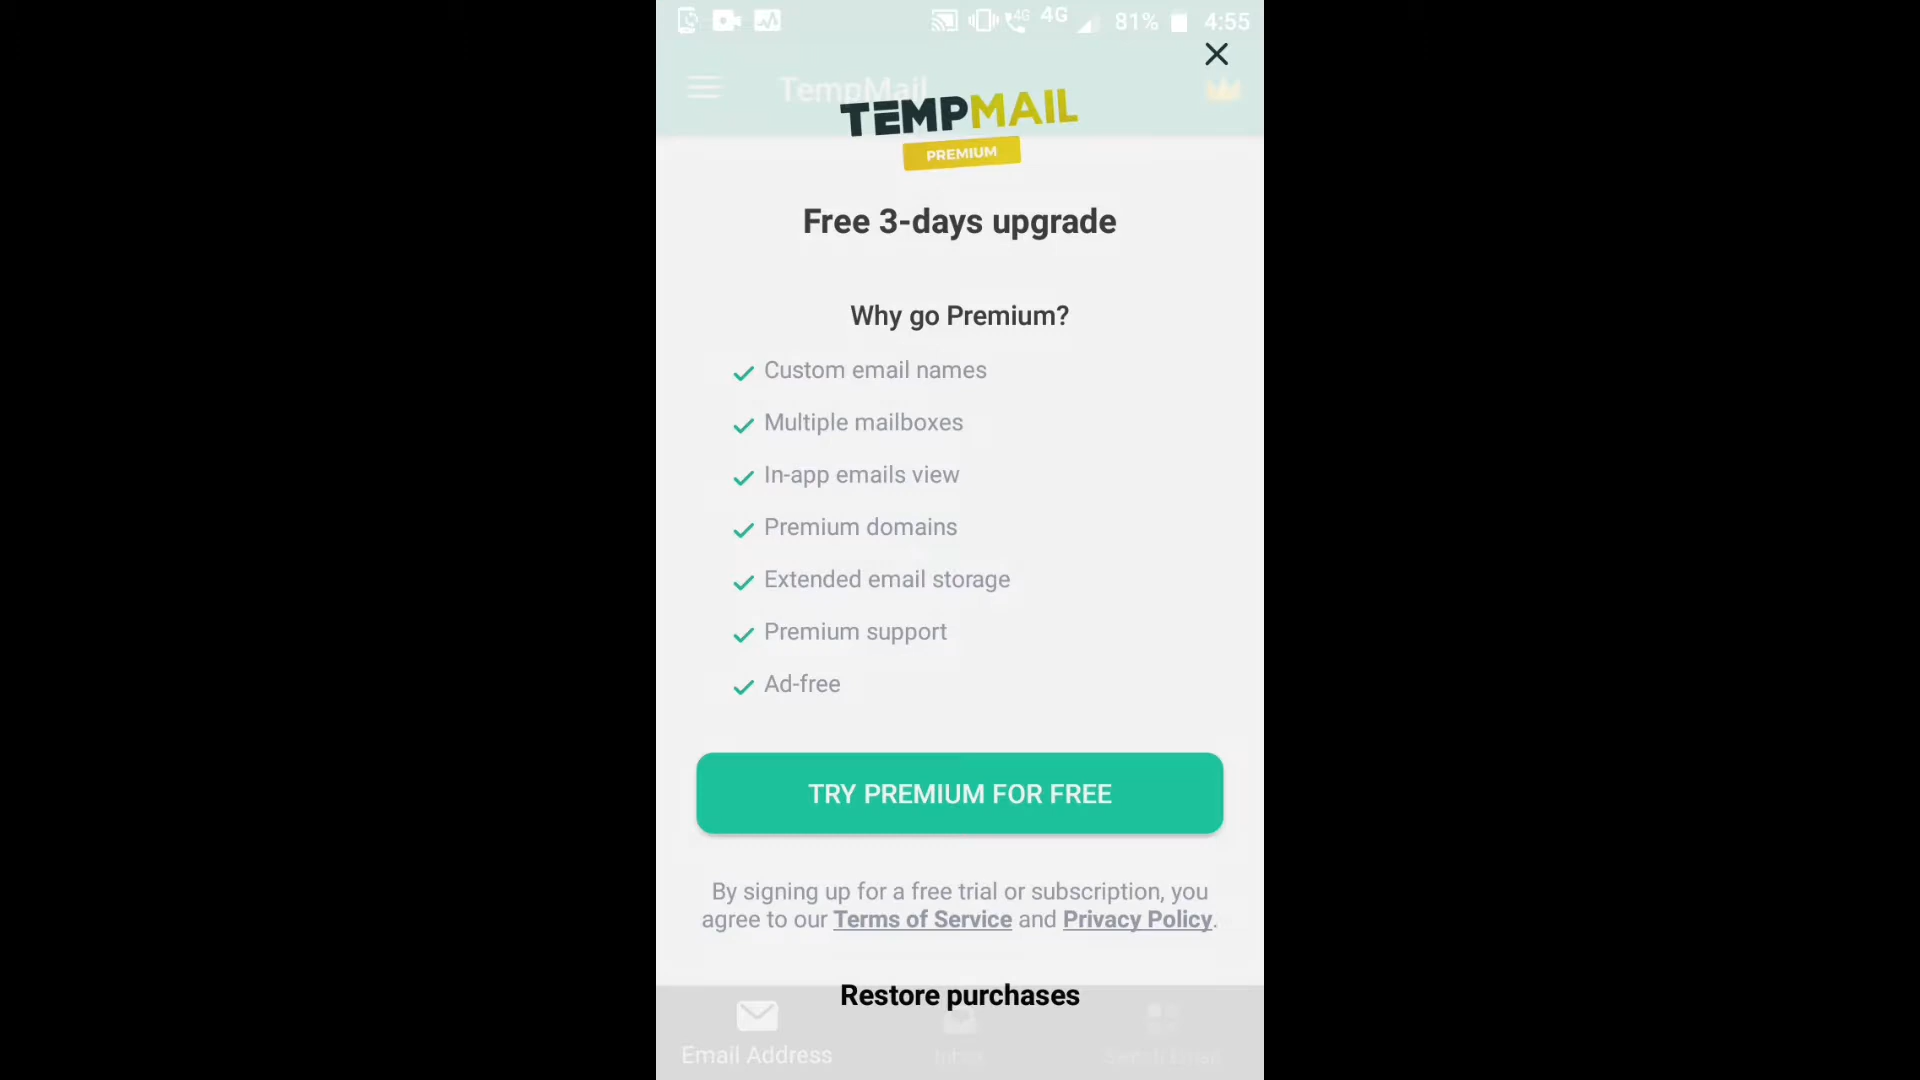 4G 4G 81% 4:55
TempMail
TEMPMAIL
PREMIUM
Free 3-days upgrade
Why go Premium?
Custom email names
Multiple mailboxes
In-app emails view
Premium domains
Extended email storage
Premium support
Ad-free
TRY PREMIUM FOR FREE
By signing up for a free trial or subscription, you
agree to our Terms of Service and Privacy Policy.
Restore purchases
Email Address